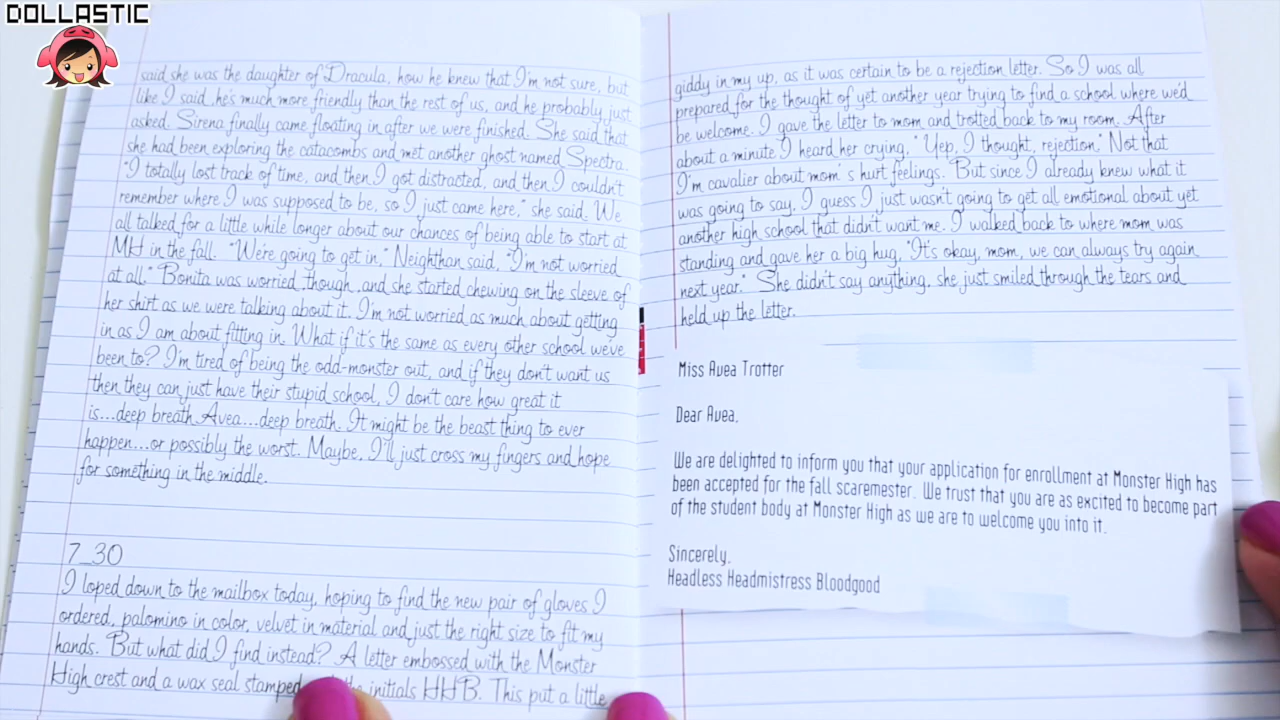 DOLLASTIC
said she was the daughter of Dracula, how he knew that I'm not sure, but
like I said, he's much more friendly than the rest of us, and he probably just
asked. Sirena finally came floating in after we were finished. She said that
she had been exploring the catacombs and met another ghost named Spectra.
"I totally lost track of time, and then I got distracted, and then I couldn't
remember where I was supposed to be, so I just came here," she said. We
all talked for a little while longer about our chances of being able to start at
MH in the fall. "We're going to get in," Neighthan said, "I'm not worried
at all." Bonita was worried, though, and she started chewing on the sleeve of
her shirt as we were talking about it. I'm not worried as much about getting
in as I am about fitting in. What if it's the same as every other school we've
been to? I'm tired of being the odd-monster out, and if they don't want us
then they can just have their stupid school, I don't care how great it
is...deep breath Avea...deep breath. It might be the beast thing to ever
happen...or possibly the worst. Maybe, I'll just cross my fingers and hope
for something in the middle.
7_30
I loped down to the mailbox today, hoping to find the new pair of gloves I
ordered, palomino in color, velvet in material and just the right size to fit my
hands. But what did I find instead? A letter embossed with the Monster
High crest and a wax seal stamped the initials HHB. This put a little
giddy in my up, as it was certain to be a rejection letter. So I was all
prepared for the thought of yet another year trying to find a school where we'd
be welcome. I gave the letter to mom and trotted back to my room. After
about a minute I heard her crying, "Yep, I thought, rejection." Not that
I'm cavalier about mom's hurt feelings. But since I already knew what it
was going to say, I guess I just wasn't going to get all emotional about yet
another high school that didn't want me. I walked back to where mom was
standing and gave her a big hug, "It's okay, mom, we can always try again
next year." She didn't say anything, she just smiled through the tears and
held up the letter.
Miss Avea Trotter
Dear Avea,
We are delighted to inform you that your application for enrollment at Monster High has
been accepted for the fall scaremester. We trust that you are as excited to become part
of the student body at Monster High as we are to welcome you into it.
Sincerely,
Headless Headmistress Bloodgood